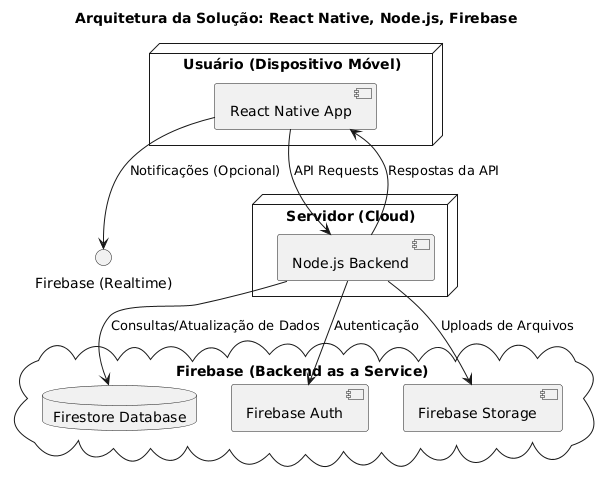 Arquitetura da Solução: React Native, Node.js, Firebase
Usuário (Dispositivo Móvel)
React Native App
Notificações (Opcional)
API Requests
Respostas da API
Servidor (Cloud)
Node.js Backend
Firebase (Realtime)
Consultas/Atualização de Dados
Autenticação
Uploads de Arquivos
Firebase (Backend as a Service)
Firestore Database
Firebase Auth
Firebase Storage